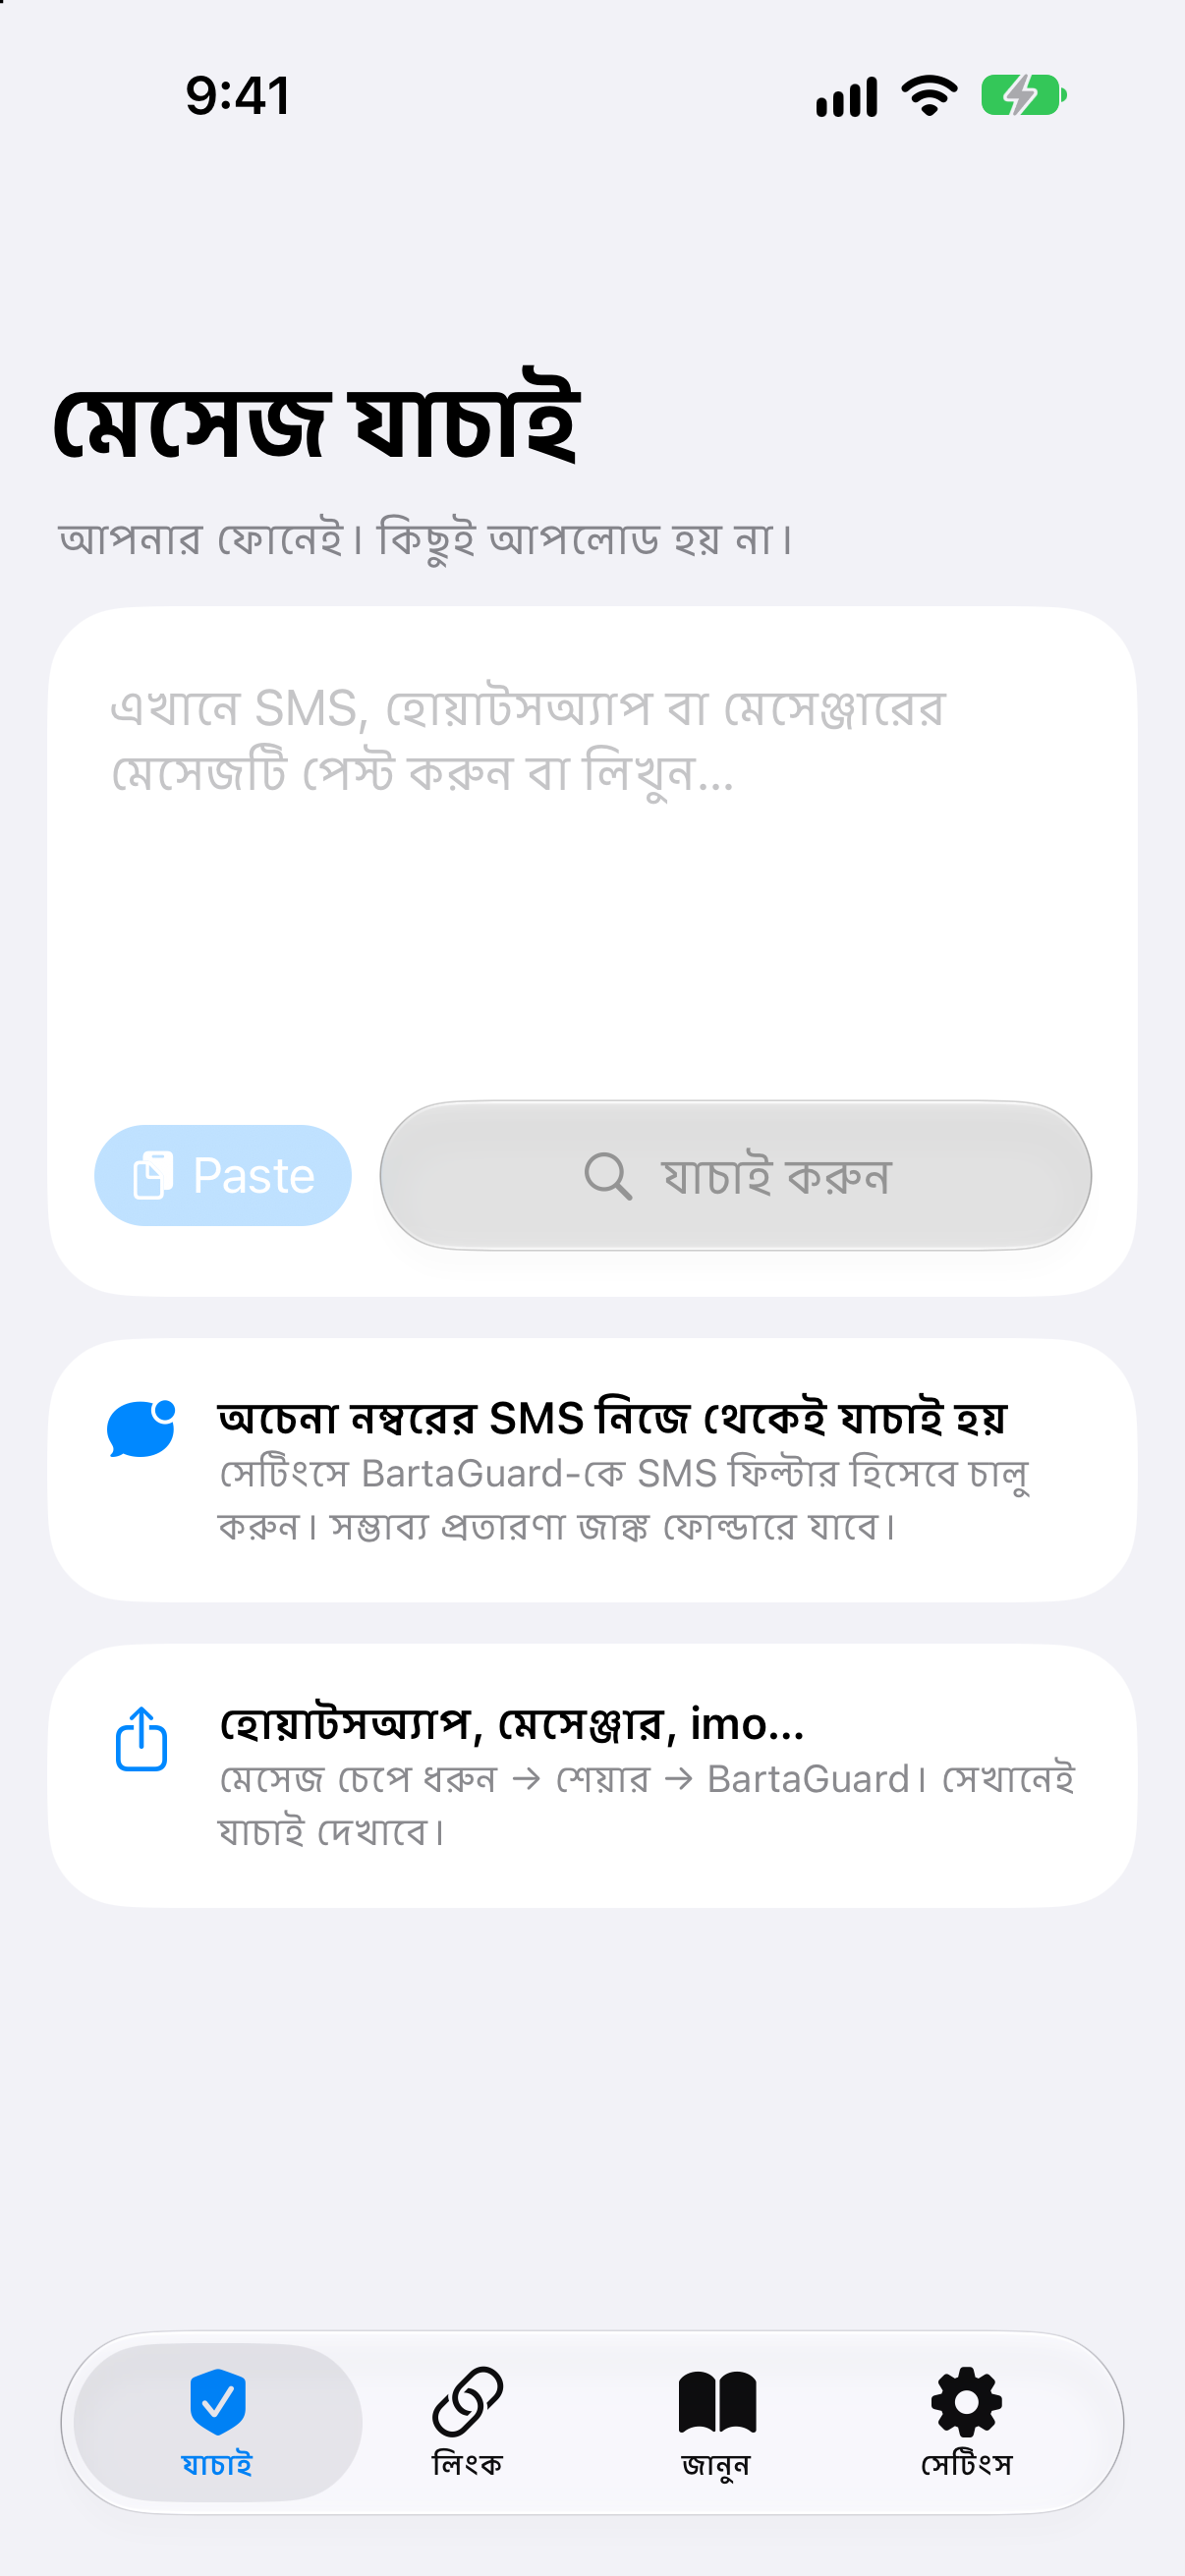 9:41
মেসেজ যাচাই
আপনার ফোনেই। কিছুই আপলোড হয় না।
এখানে SMS, হোয়াটসঅ্যাপ বা মেসেঞ্জারের
মেসেজটি পেস্ট করুন বা লিখুন...
Paste
যাচাই করুন
অচেনা নম্বরের SMS নিজে থেকেই যাচাই হয়
সেটিংসে BartaGuard-কে SMS ফিল্টার হিসেবে চালু
করুন। সম্ভাব্য প্রতারণা জাঙ্ক ফোল্ডারে যাবে।
হোয়াটসঅ্যাপ, মেসেঞ্জার, imo...
মেসেজ চেপে ধরুন → শেয়ার → BartaGuard। সেখানেই
যাচাই দেখাবে।
যাচাই
লিংক
জানুন
সেটিংস